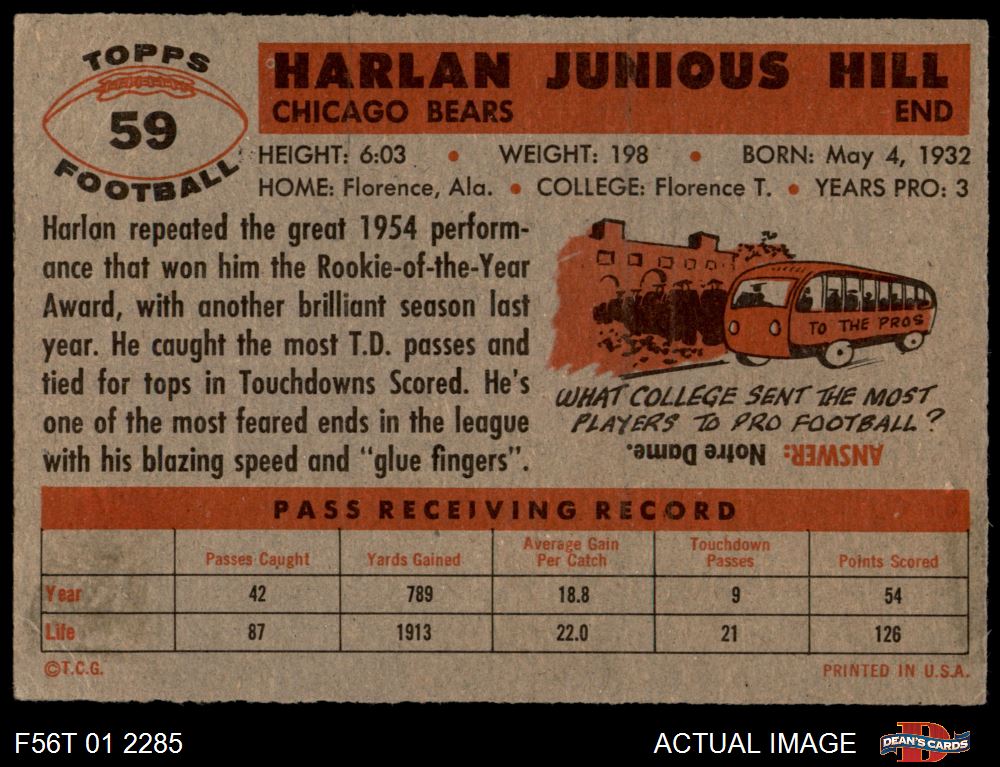 TOPPS
59
FOOTBALL
HARLAN JUNIOUS HILL
CHICAGO BEARS END
HEIGHT: 6:03 • WEIGHT: 198 • BORN: May 4, 1932
HOME: Florence, Ala. • COLLEGE: Florence T. • YEARS PRO: 3
Harlan repeated the great 1954 perform-
ance that won him the Rookie-of-the-Year
Award, with another brilliant season last
year. He caught the most T.D. passes and
tied for tops in Touchdowns Scored. He's
one of the most feared ends in the league
with his blazing speed and "glue fingers".
TO THE PROS
WHAT COLLEGE SENT THE MOST
PLAYERS TO PRO FOOTBALL?
ANSWER: Notre Dame.
PASS RECEIVING RECORD
Passes Caught Yards Gained Average Gain Per Catch Touchdown Passes Points Scored
Year 42 789 18.8 9 54
Life 87 1913 22.0 21 126
©T.C.G. PRINTED IN U.S.A.
F56T 01 2285 ACTUAL IMAGE D DEAN'S CARDS